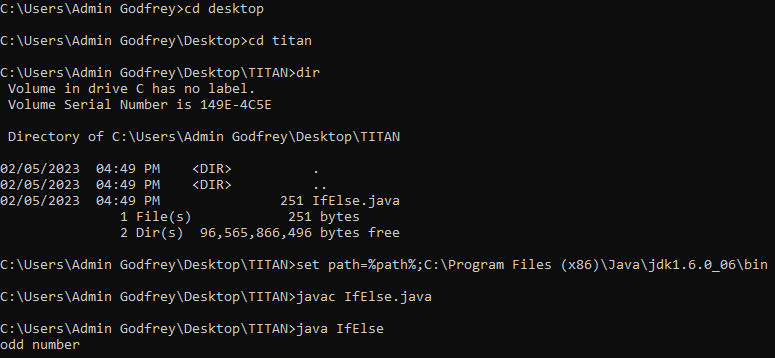 C:\Users\Admin Godfrey>cd desktop
C:\Users\Admin Godfrey\Desktop>cd titan
C:\Users\Admin Godfrey\Desktop\TITAN>dir
 Volume in drive C has no label.
 Volume Serial Number is 149E-4C5E
 Directory of C:\Users\Admin Godfrey\Desktop\TITAN
02/05/2023  04:49 PM    <DIR>          .
02/05/2023  04:49 PM    <DIR>          ..
02/05/2023  04:49 PM               251 IfElse.java
               1 File(s)            251 bytes
               2 Dir(s)  96,565,866,496 bytes free
C:\Users\Admin Godfrey\Desktop\TITAN>set path=%path%;C:\Program Files (x86)\Java\jdk1.6.0_06\bin
C:\Users\Admin Godfrey\Desktop\TITAN>javac IfElse.java
C:\Users\Admin Godfrey\Desktop\TITAN>java IfElse
odd number